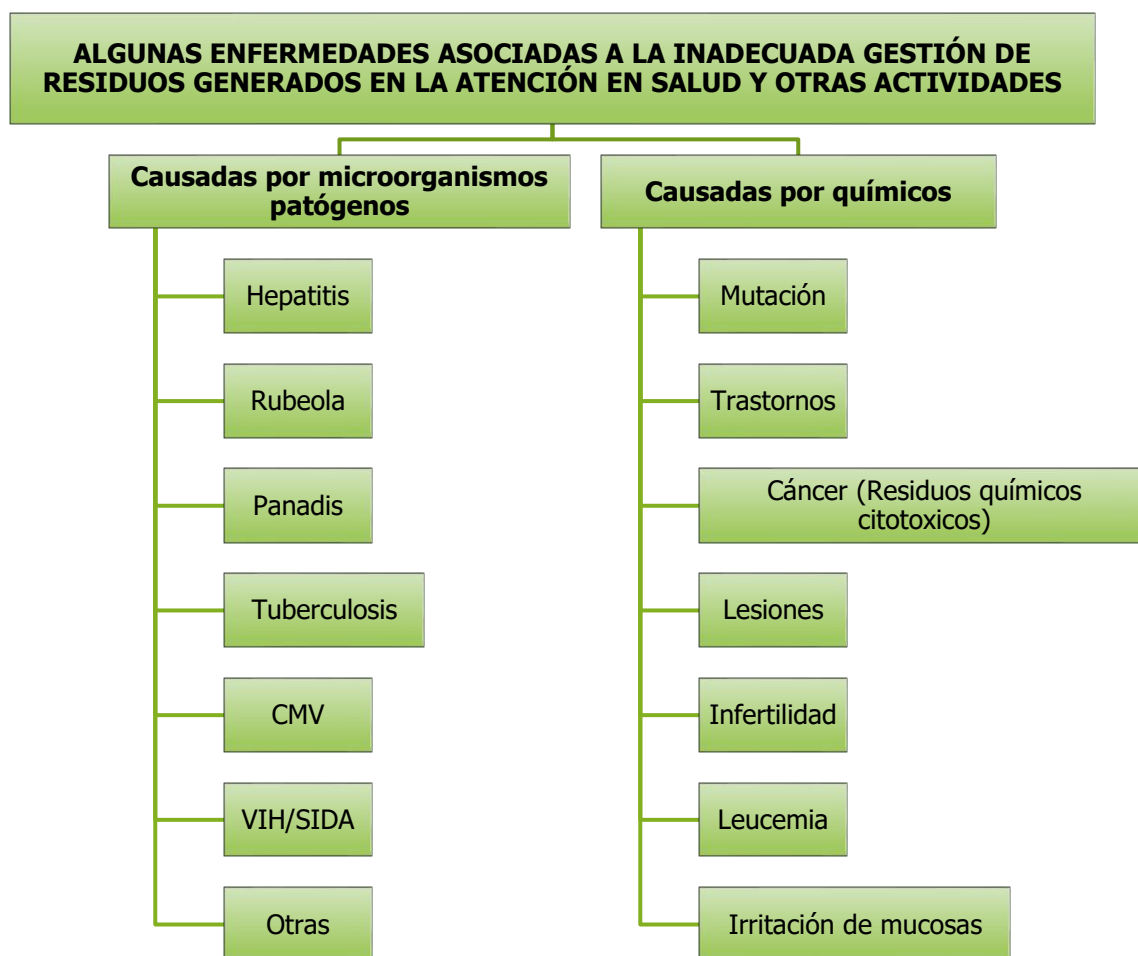 ALGUNAS ENFERMEDADES ASOCIADAS A LA INADECUADA GESTIÓN DE
RESIDUOS GENERADOS EN LA ATENCIÓN EN SALUD Y OTRAS ACTIVIDADES
Causadas por microorganismos
patógenos
Hepatitis
Rubeola
Panadis
Tuberculosis
CMV
VIH/SIDA
Otras
Causadas por químicos
Mutación
Trastornos
Cáncer (Residuos químicos
citotoxicos)
Lesiones
Infertilidad
Leucemia
Irritación de mucosas